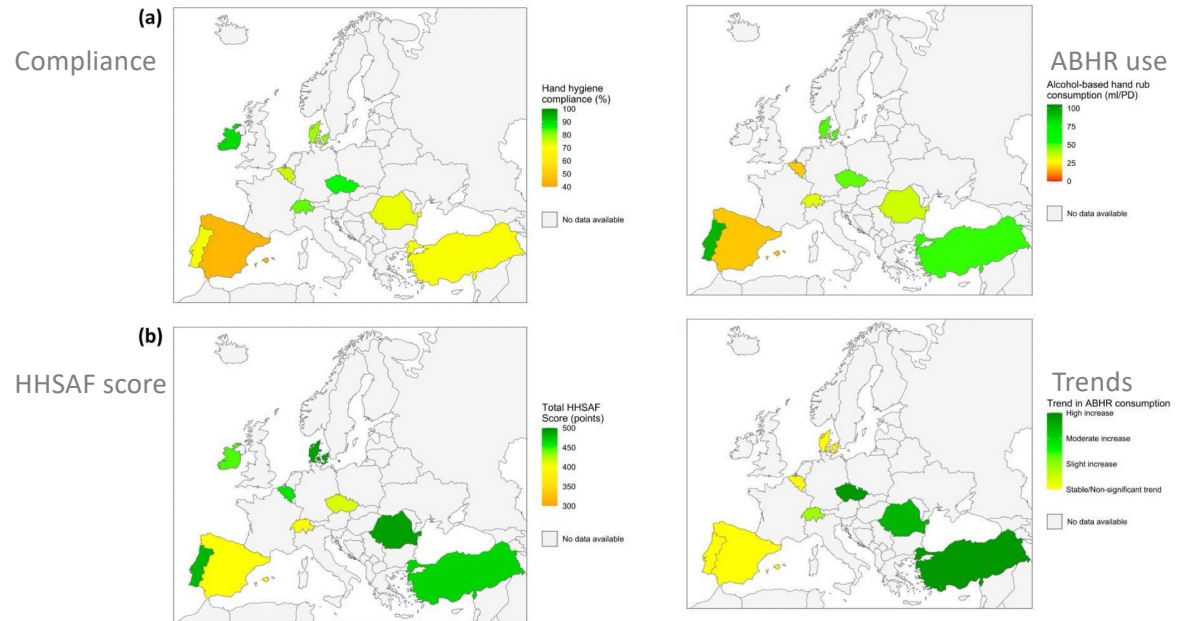 (a)
Compliance
Hand hygiene
compliance (%)
100
90
80
70
60
50
40
No data available
ABHR use
Alcohol-based hand rub
consumption (ml/PD)
100
75
50
25
0
No data available
(b)
HHSAF score
Total HHSAF
Score (points)
500
450
400
350
300
No data available
Trends
Trend in ABHR consumption
High increase
Moderate increase
Slight increase
Stable/Non-significant trend
No data available